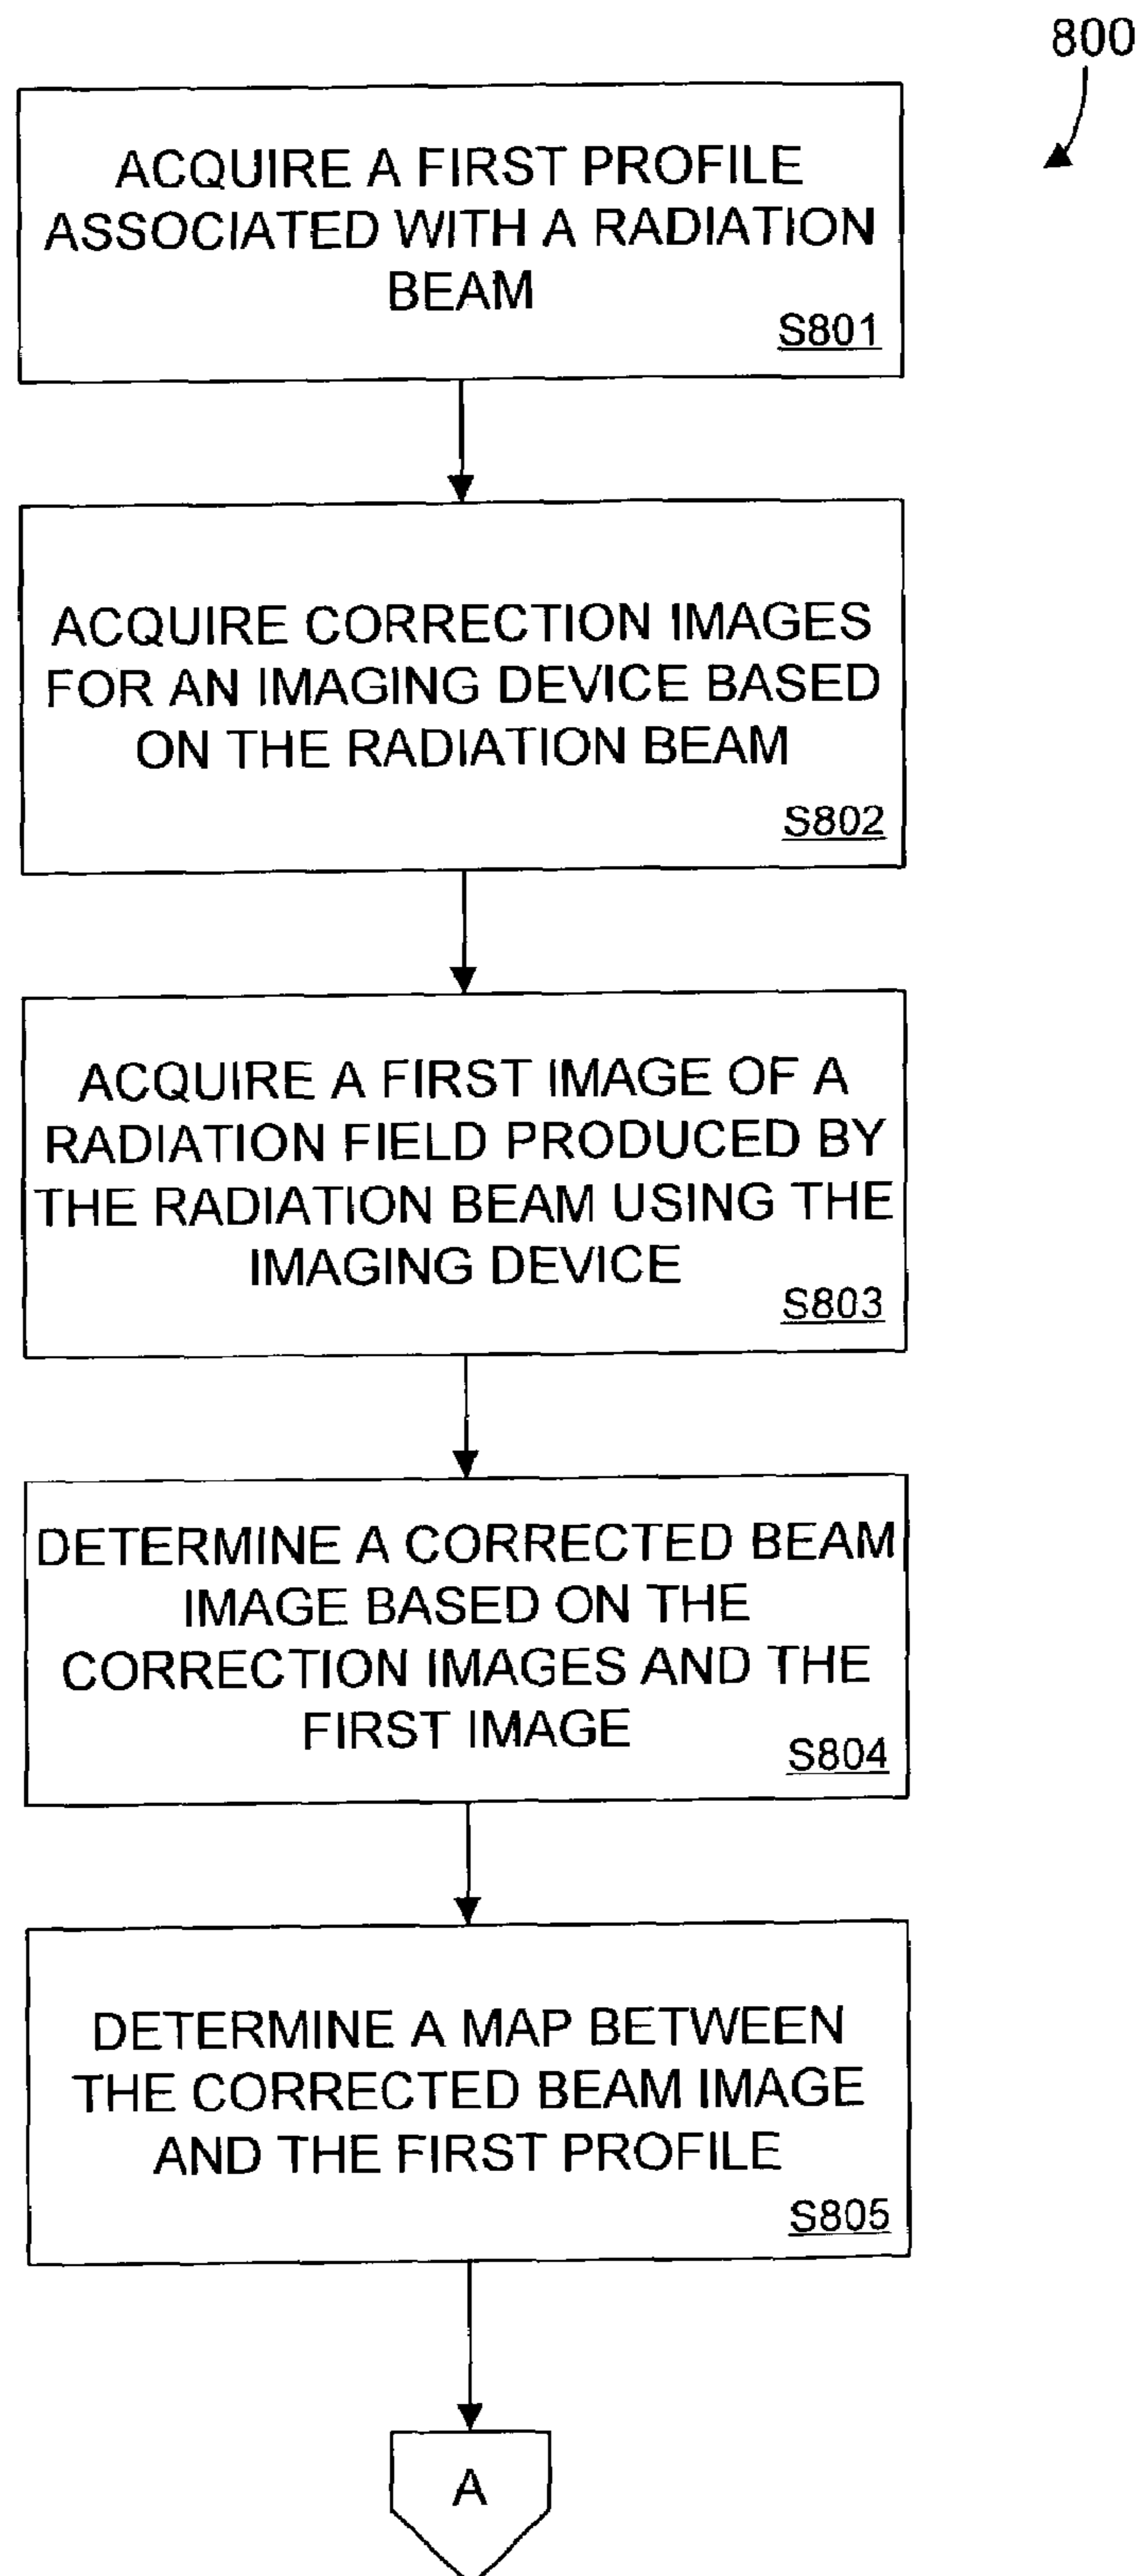 800
ACQUIRE A FIRST PROFILE
ASSOCIATED WITH A RADIATION
BEAM
S801
ACQUIRE CORRECTION IMAGES
FOR AN IMAGING DEVICE BASED
ON THE RADIATION BEAM
S802
ACQUIRE A FIRST IMAGE OF A
RADIATION FIELD PRODUCED BY
THE RADIATION BEAM USING THE
IMAGING DEVICE
S803
DETERMINE A CORRECTED BEAM
IMAGE BASED ON THE
CORRECTION IMAGES AND THE
FIRST IMAGE
S804
DETERMINE A MAP BETWEEN
THE CORRECTED BEAM IMAGE
AND THE FIRST PROFILE
S805
A